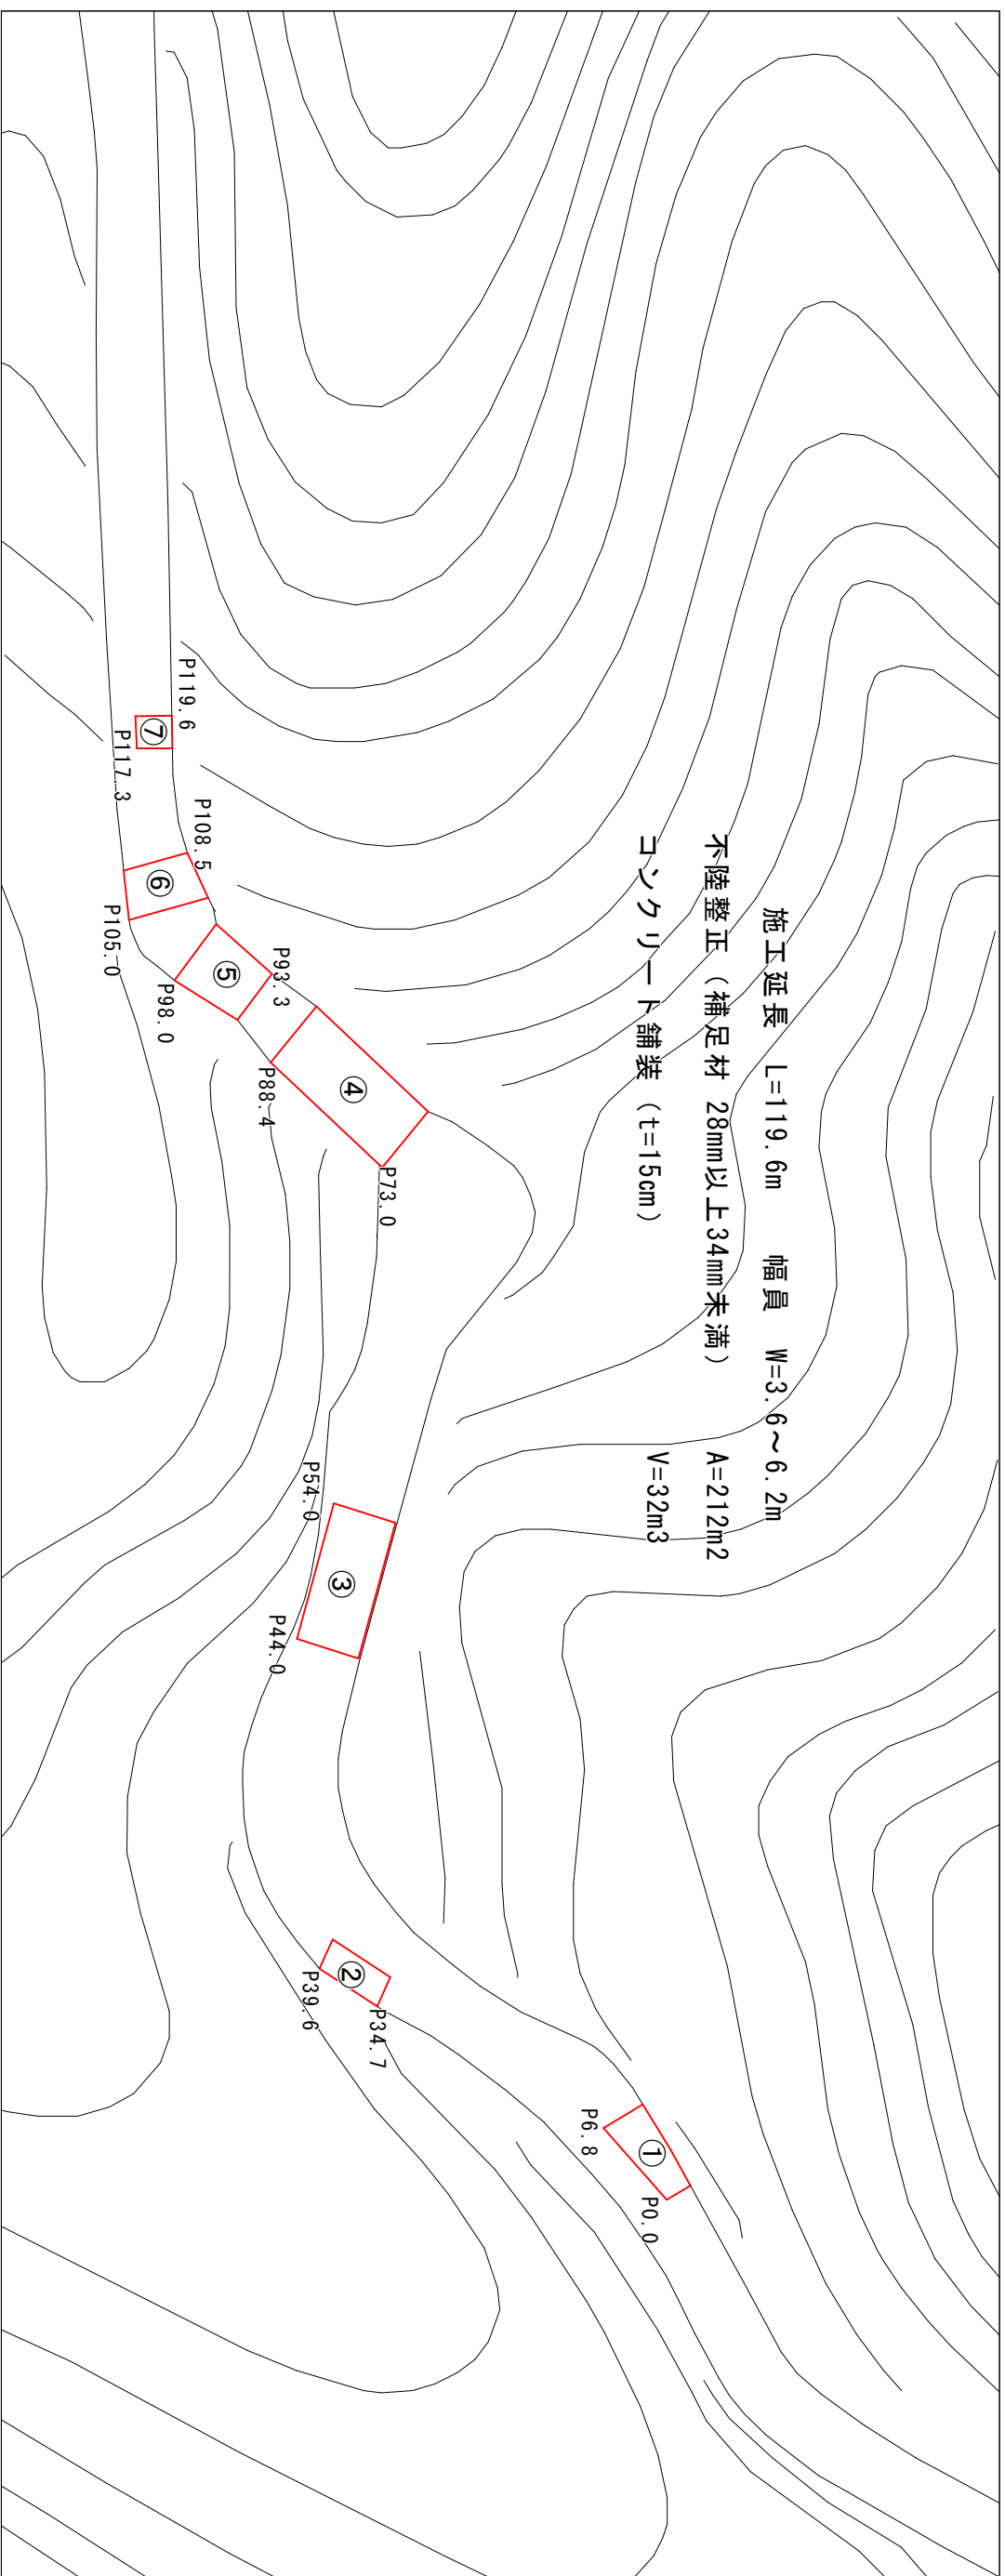 施工延長 L=119.6m 幅員 W=3.6～6.2m
不陸整正（補足材 28mm以上34mm未満） A=212m2
コンクリート舗装（t=15cm） V=32m3
P119.6
⑦
P117.3
P108.5
⑥
P105.0
P93.3
⑤
P98.0
④
P88.4
P73.0
P54.0
③
P44.0
②
P39.6
P34.7
P6.8
①
P0.0